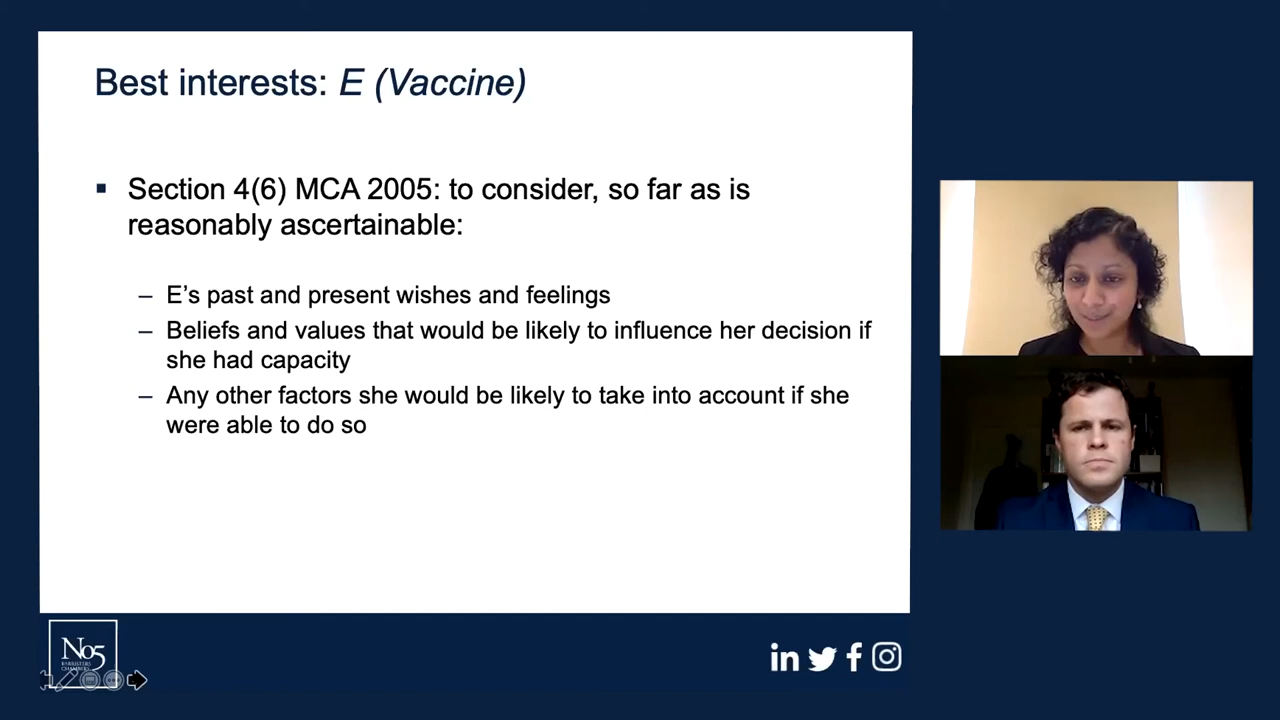 Best interests: E (Vaccine)
▪ Section 4(6) MCA 2005: to consider, so far as is
reasonably ascertainable:
– E’s past and present wishes and feelings
– Beliefs and values that would be likely to influence her decision if
she had capacity
– Any other factors she would be likely to take into account if she
were able to do so
No5
BARRISTERS
CHAMBERS
in f